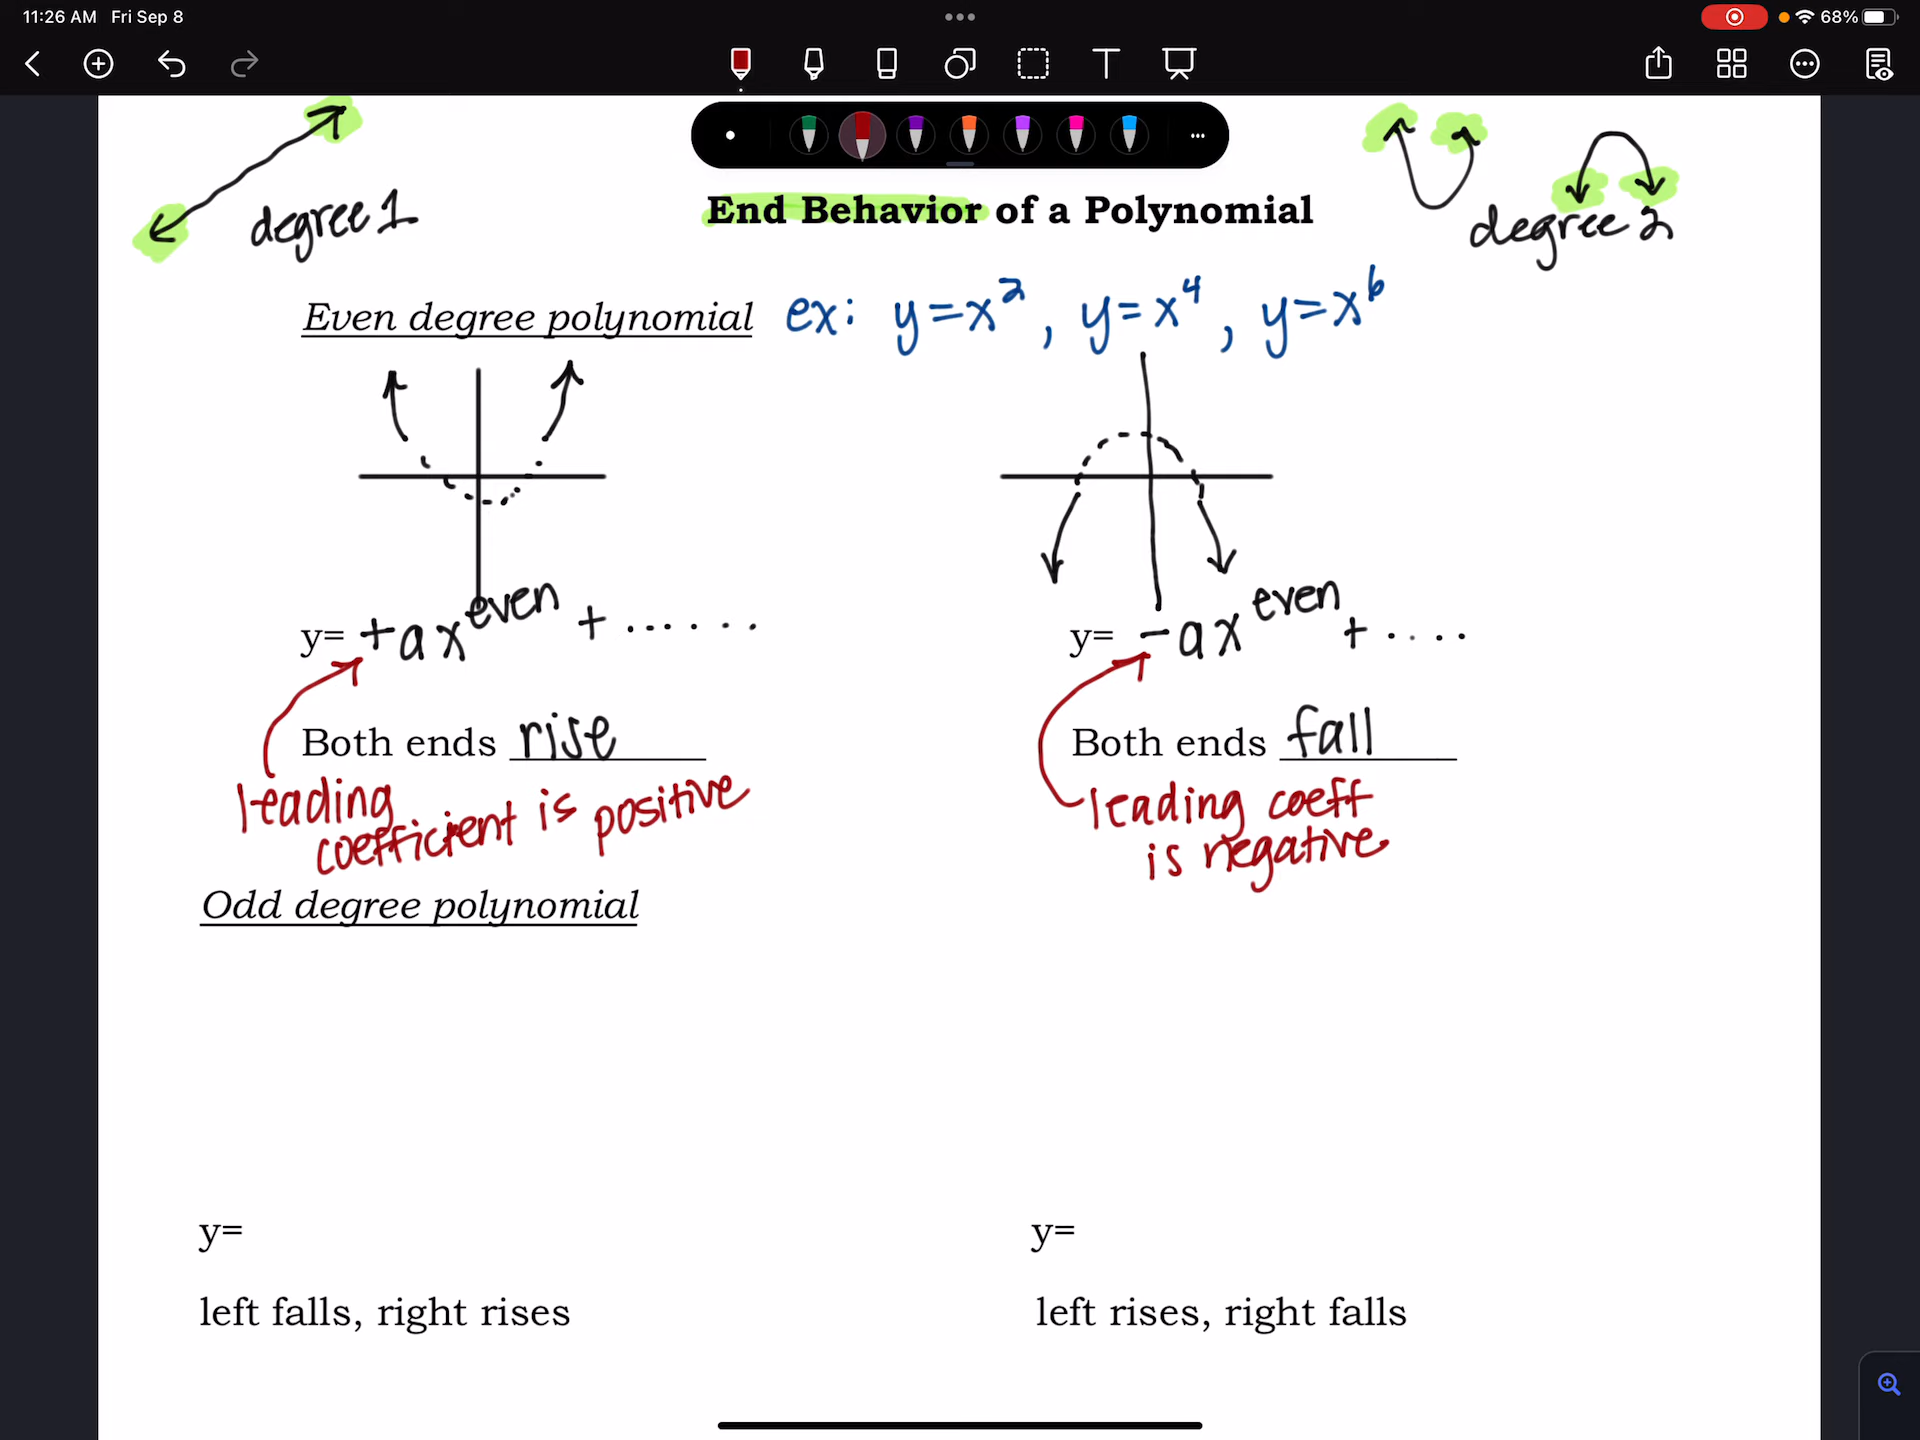 11:26 AM Fri Sep 8
68%
End Behavior of a Polynomial
degree 1
degree 2
Even degree polynomial ex: y=x², y=x⁴, y=x⁶
y= +ax^even + ......
y= -ax^even + ....
Both ends rise
Both ends fall
leading
coefficient is positive
leading coeff
is negative
Odd degree polynomial
y=
y=
left falls, right rises
left rises, right falls